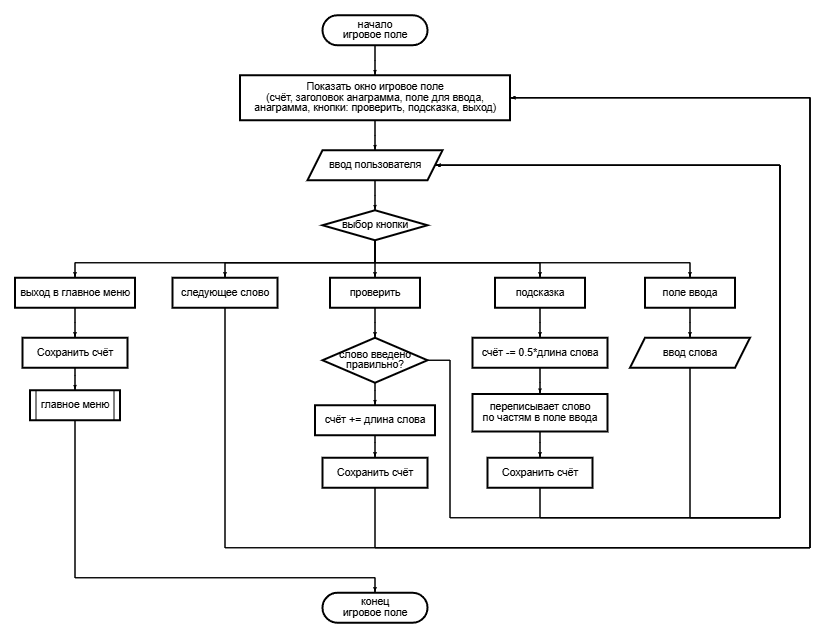 начало
игровое поле
Показать окно игровое поле
(счёт, заголовок анаграмма, поле для ввода,
анаграмма, кнопки: проверить, подсказка, выход)
ввод пользователя
выбор кнопки
выход в главное меню
следующее слово
проверить
подсказка
поле ввода
Сохранить счёт
слово введено
правильно?
счёт -= 0.5*длина слова
ввод слова
главное меню
счёт += длина слова
переписывает слово
по частям в поле ввода
Сохранить счёт
Сохранить счёт
конец
игровое поле